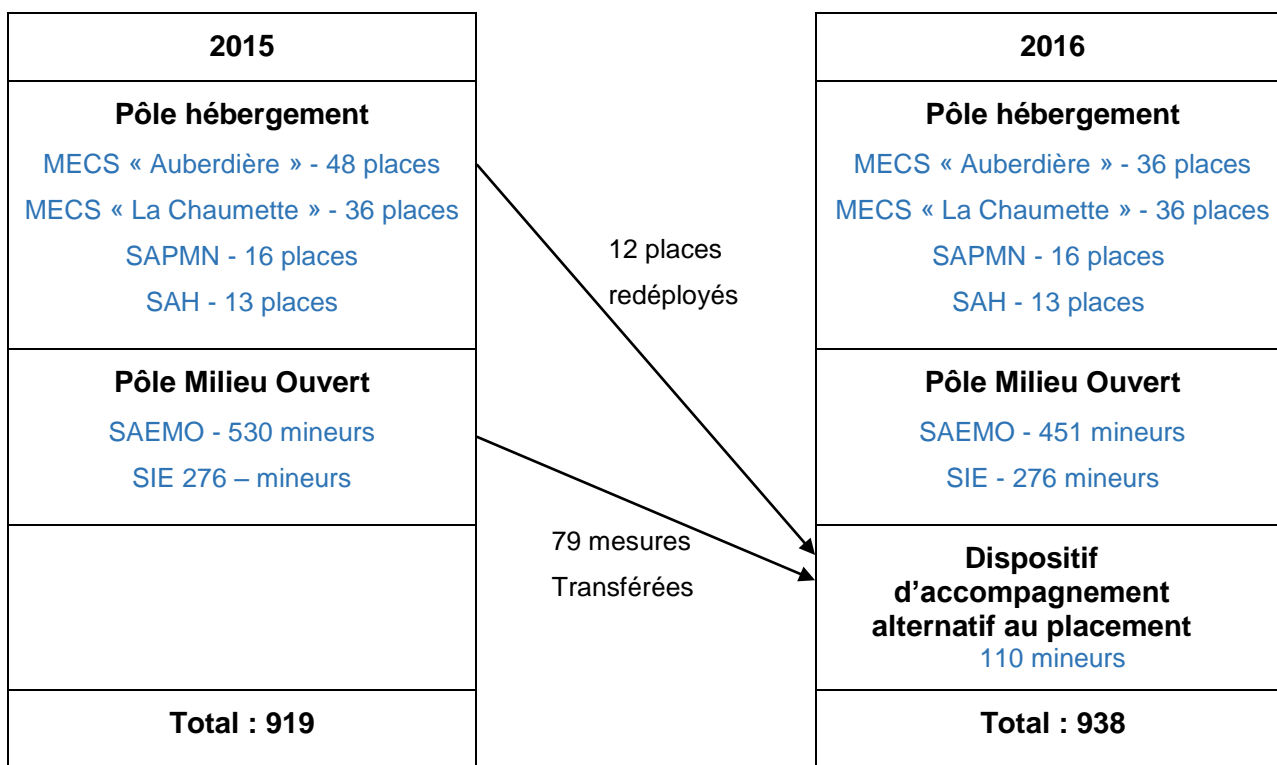 2015
Pôle hébergement
MECS « Auberdière » - 48 places
MECS « La Chaumette » - 36 places
SAPMN - 16 places
SAH - 13 places
Pôle Milieu Ouvert
SAEMO - 530 mineurs
SIE 276 – mineurs
Total : 919
12 places
redéployés
79 mesures
Transférées
2016
Pôle hébergement
MECS « Auberdière » - 36 places
MECS « La Chaumette » - 36 places
SAPMN - 16 places
SAH - 13 places
Pôle Milieu Ouvert
SAEMO - 451 mineurs
SIE - 276 mineurs
Dispositif
d’accompagnement
alternatif au placement
110 mineurs
Total : 938